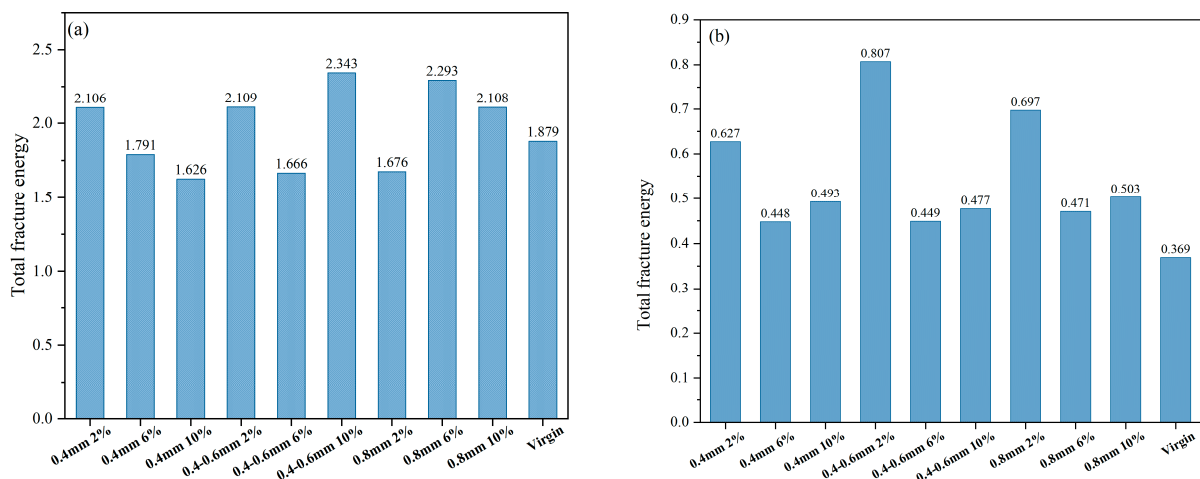 (a)
Total fracture energy
2.5
2.0
1.5
1.0
0.5
0.0
2.106
1.791
1.626
2.109
1.666
2.343
1.676
2.293
2.108
1.879
0.4mm 2%
0.4mm 6%
0.4mm 10%
0.4-0.6mm 2%
0.4-0.6mm 6%
0.4-0.6mm 10%
0.8mm 2%
0.8mm 6%
0.8mm 10%
Virgin
(b)
Total fracture energy
0.9
0.8
0.7
0.6
0.5
0.4
0.3
0.2
0.1
0.0
0.627
0.448
0.493
0.807
0.449
0.477
0.697
0.471
0.503
0.369
0.4mm 2%
0.4mm 6%
0.4mm 10%
0.4-0.6mm 2%
0.4-0.6mm 6%
0.4-0.6mm 10%
0.8mm 2%
0.8mm 6%
0.8mm 10%
Virgin